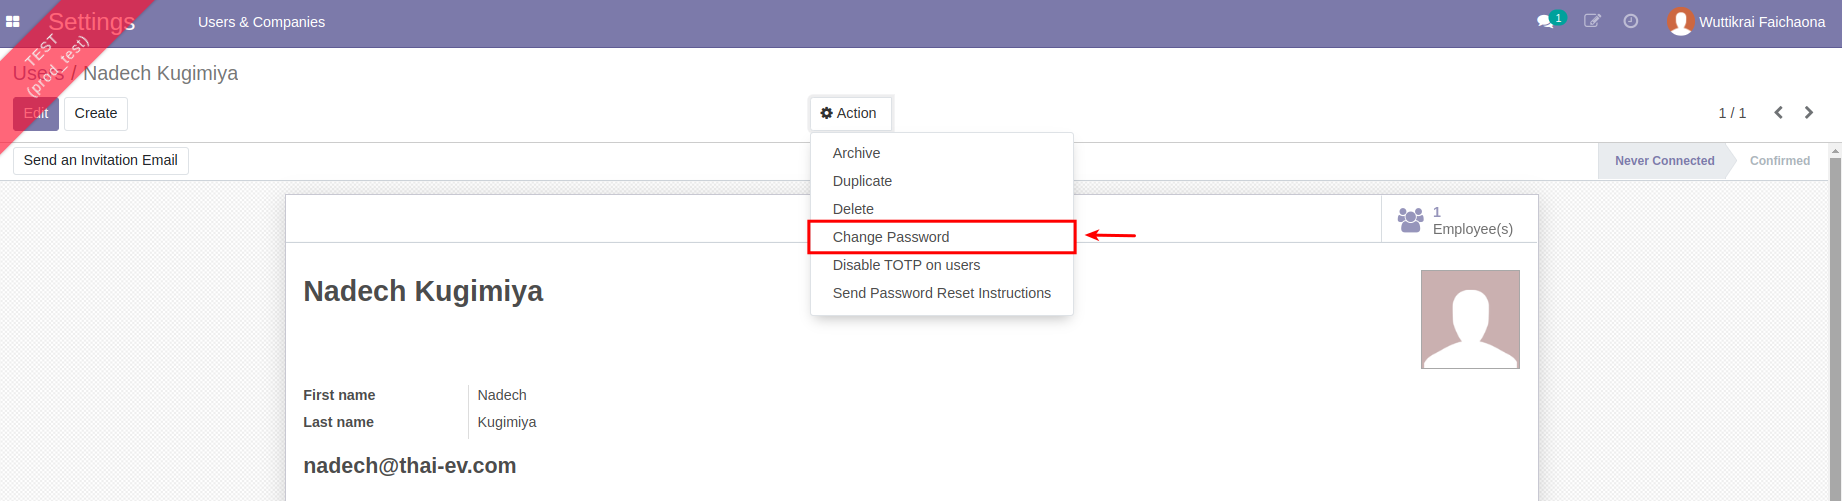 Settings
Users & Companies
1
Wuttikrai Faichaona
TEST
(prod_test)
Users / Nadech Kugimiya
Edit
Create
Action
1 / 1
Send an Invitation Email
Never Connected
Confirmed
Archive
Duplicate
Delete
Change Password
Disable TOTP on users
Send Password Reset Instructions
1
Employee(s)
Nadech Kugimiya
First name
Nadech
Last name
Kugimiya
nadech@thai-ev.com